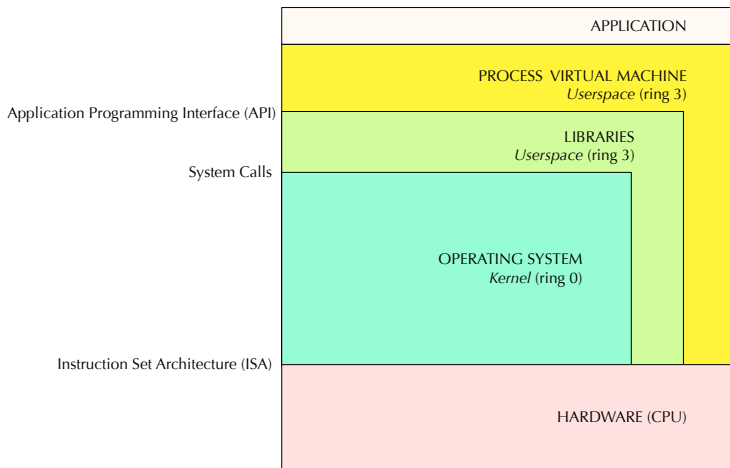 APPLICATION
PROCESS VIRTUAL MACHINE
Userspace (ring 3)
Application Programming Interface (API)
LIBRARIES
Userspace (ring 3)
System Calls
OPERATING SYSTEM
Kernel (ring 0)
Instruction Set Architecture (ISA)
HARDWARE (CPU)